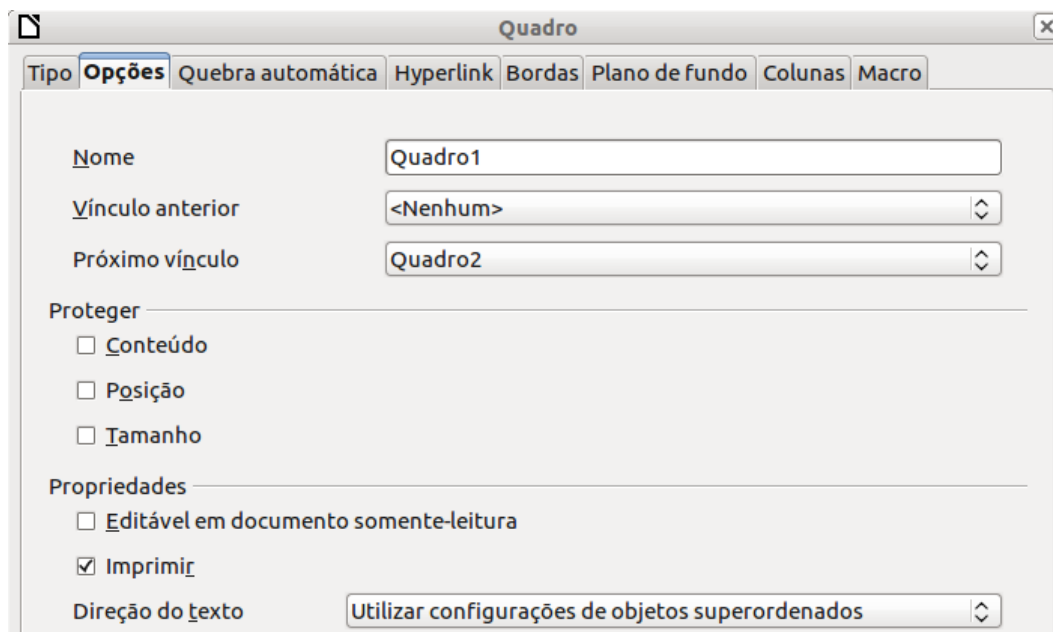 Quadro
Tipo Opções Quebra automática Hyperlink Bordas Plano de fundo Colunas Macro
Nome Quadro1
Vínculo anterior <Nenhum>
Próximo vínculo Quadro2
Proteger
Conteúdo
Posição
Tamanho
Propriedades
Editável em documento somente-leitura
Imprimir
Direção do texto Utilizar configurações de objetos superordenados